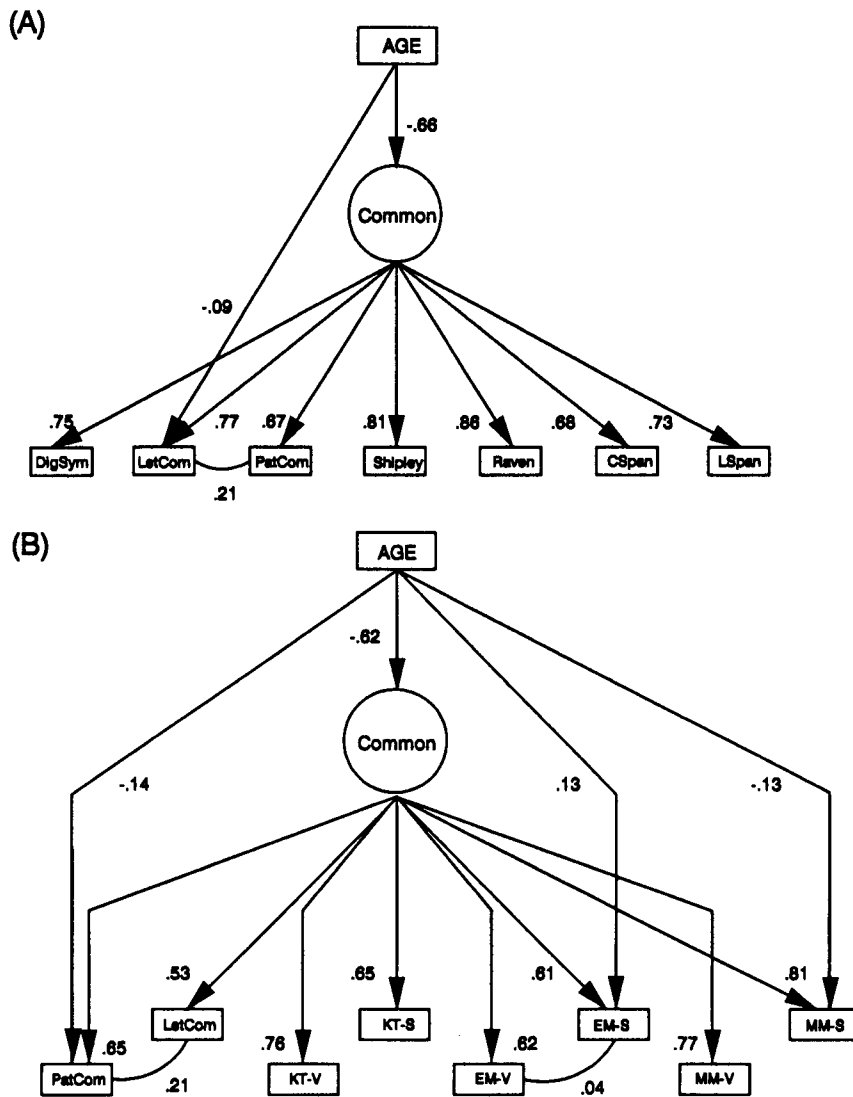 (A)
AGE
-.66
Common
-.09
.75 .77 .67 .81 .86 .68 .73
DigSym LetCom PatCom Shipley Raven CSpan LSpan
.21
(B)
AGE
-.62
Common
-.14 .13 -.13
.53 .65 .61 .81
LetCom KT-S EM-S MM-S
.65 .76 .62 .77
PatCom KT-V EM-V MM-V
.21 .04